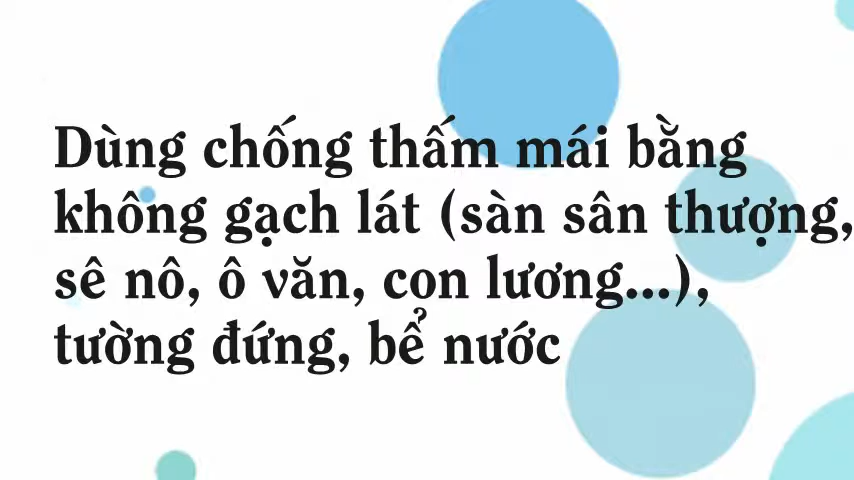 Dùng chống thấm mái bằng
không gạch lát (sàn sân thượng,
sê nô, ô văn, con lương...),
tường đứng, bể nước